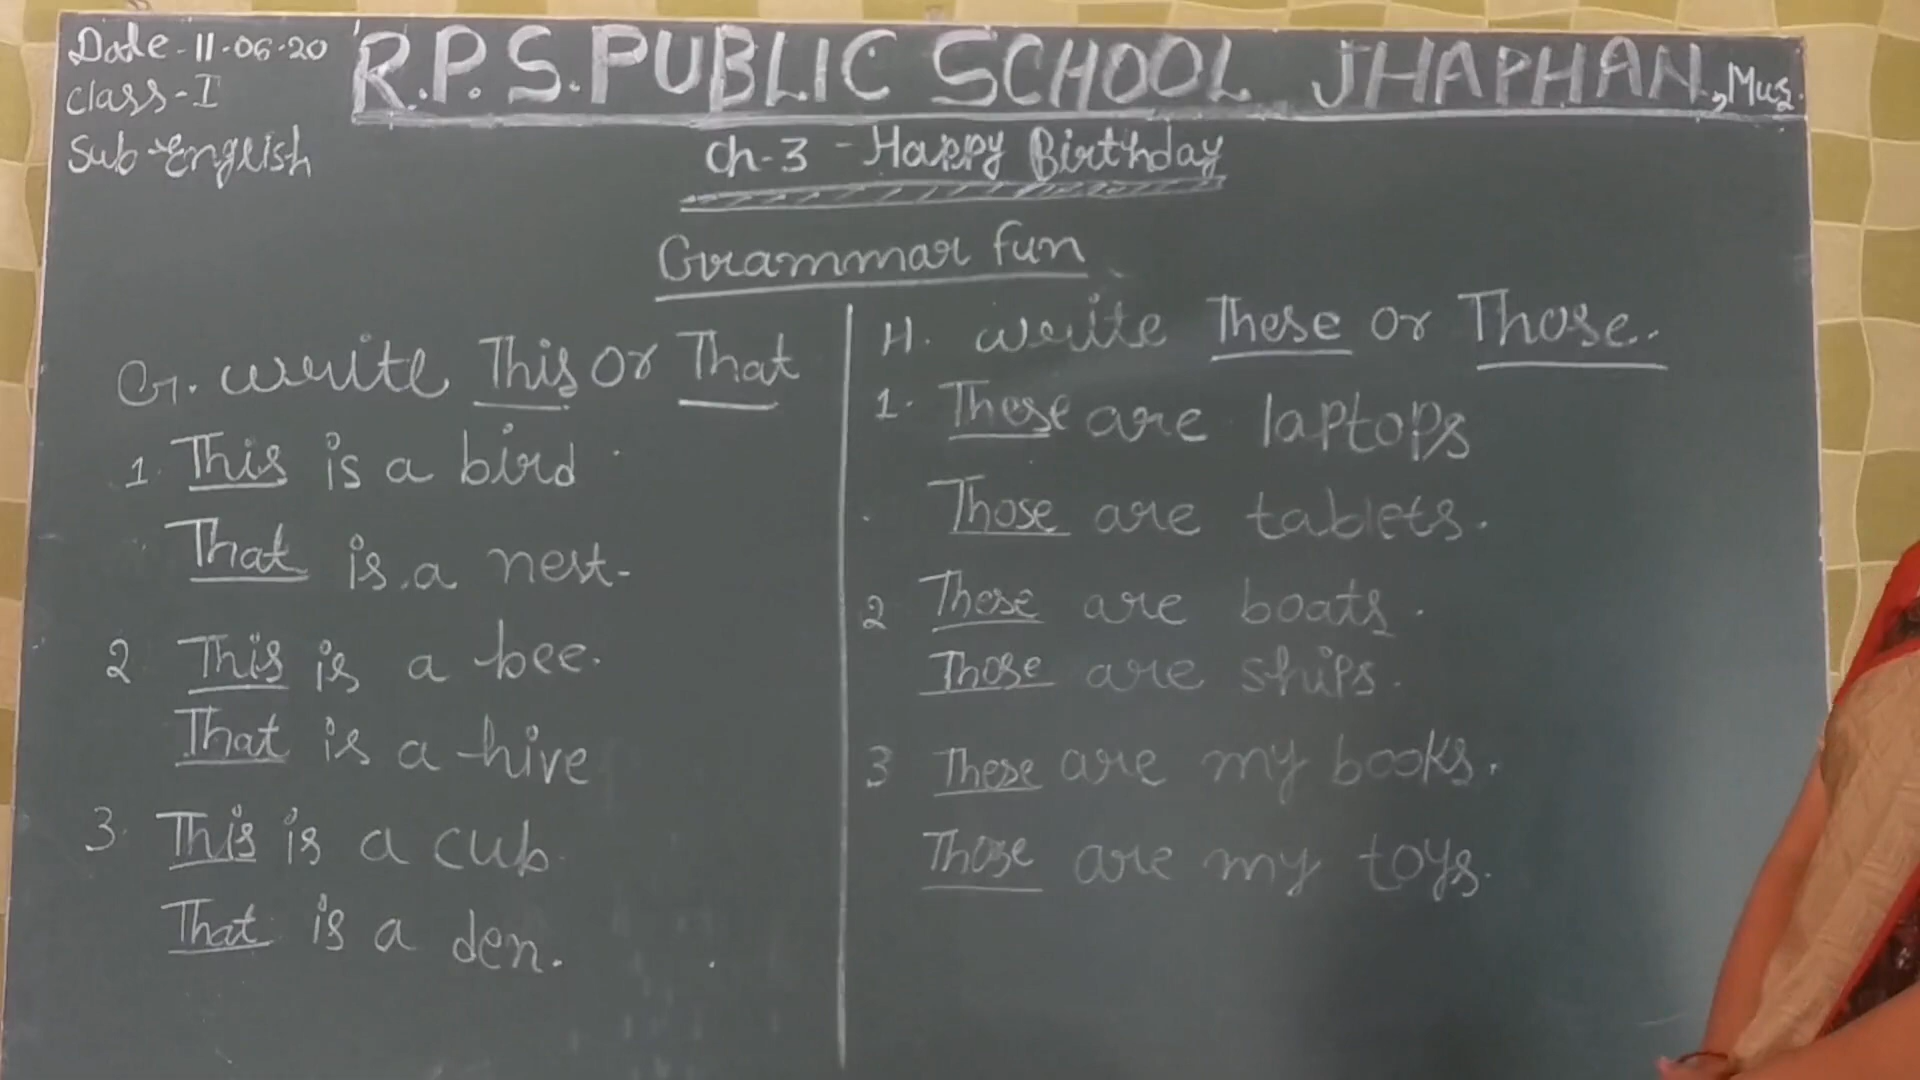 Date-11-06-20
Class-I
Sub-English
R.P.S. PUBLIC SCHOOL JHAPHAN, Muz.
Ch-3 - Happy Birthday
Grammar fun
G. write This or That
1. This is a bird
That is a nest.
2 This is a bee.
That is a hive
3. This is a cub.
That is a den.
H. write These or Those.
1. These are laptops
Those are tablets.
2 These are boats.
Those are ships.
3 These are my books.
Those are my toys.